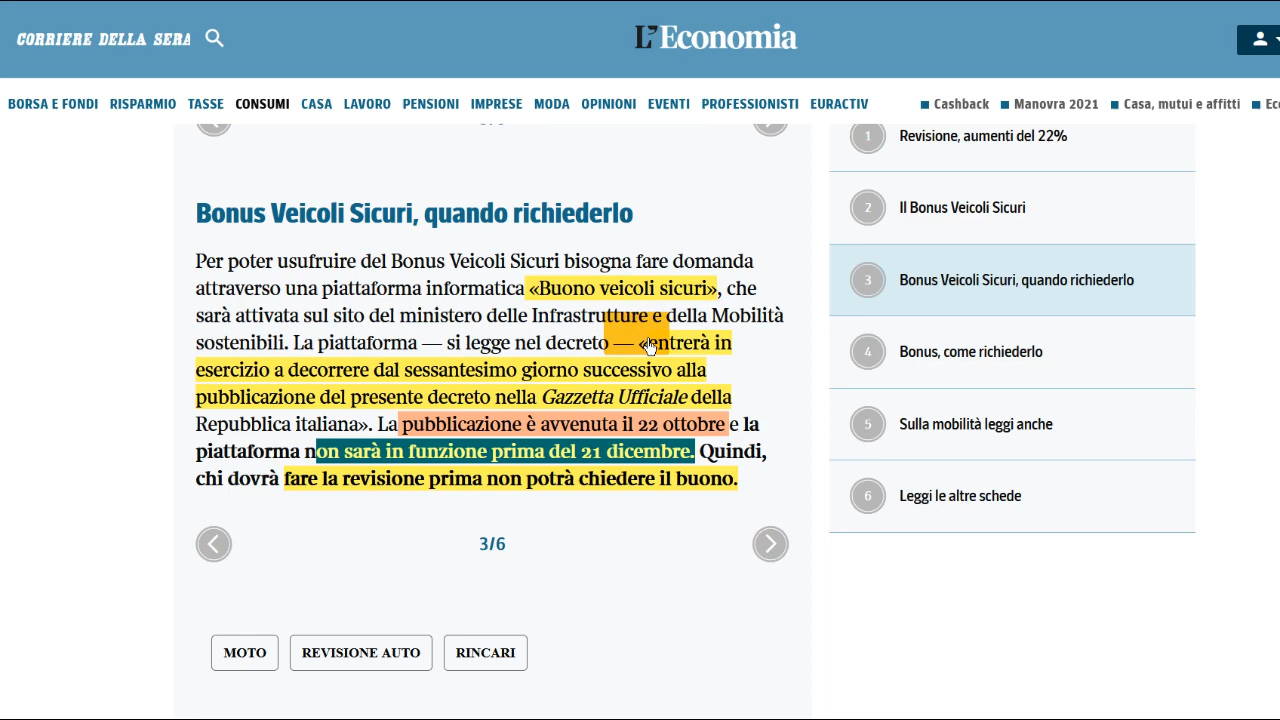 CORRIERE DELLA SERA
L'Economia
BORSA E FONDI RISPARMIO TASSE CONSUMI CASA LAVORO PENSIONI IMPRESE MODA OPINIONI EVENTI PROFESSIONISTI EURACTIV
Cashback Manovra 2021 Casa, mutui e affitti
Bonus Veicoli Sicuri, quando richiederlo
Per poter usufruire del Bonus Veicoli Sicuri bisogna fare domanda
attraverso una piattaforma informatica «Buono veicoli sicuri», che
sarà attivata sul sito del ministero delle Infrastrutture e della Mobilità
sostenibili. La piattaforma — si legge nel decreto — «entrerà in
esercizio a decorrere dal sessantesimo giorno successivo alla
pubblicazione del presente decreto nella Gazzetta Ufficiale della
Repubblica italiana». La pubblicazione è avvenuta il 22 ottobre e la
piattaforma non sarà in funzione prima del 21 dicembre. Quindi,
chi dovrà fare la revisione prima non potrà chiedere il buono.
3/6
MOTO
REVISIONE AUTO
RINCARI
1 Revisione, aumenti del 22%
2 Il Bonus Veicoli Sicuri
3 Bonus Veicoli Sicuri, quando richiederlo
4 Bonus, come richiederlo
5 Sulla mobilità leggi anche
6 Leggi le altre schede